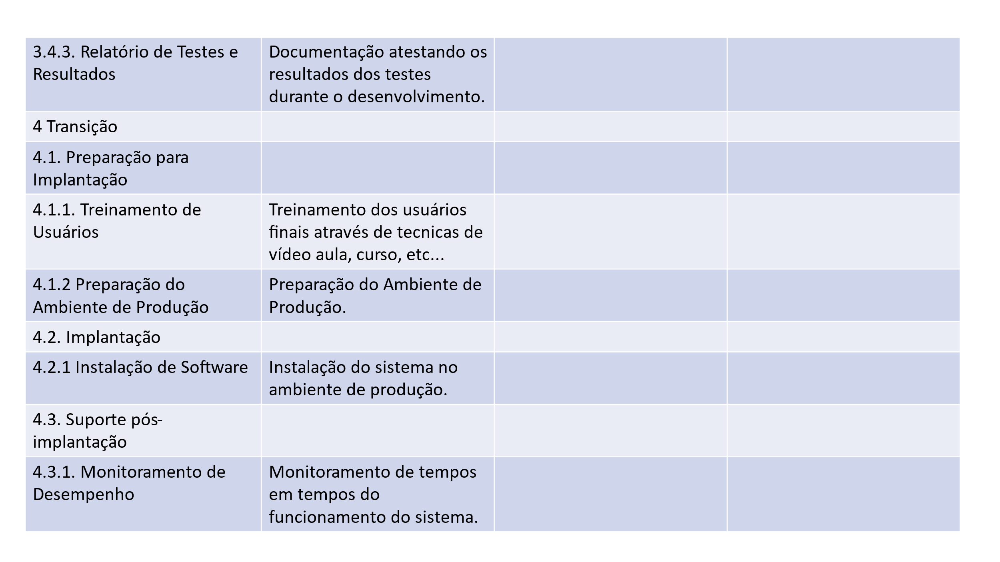 3.4.3. Relatório de Testes e
Resultados
Documentação atestando os
resultados dos testes
durante o desenvolvimento.
4 Transição
4.1. Preparação para
Implantação
4.1.1. Treinamento de
Usuários
Treinamento dos usuários
finais através de tecnicas de
vídeo aula, curso, etc...
4.1.2 Preparação do
Ambiente de Produção
Preparação do Ambiente de
Produção.
4.2. Implantação
4.2.1 Instalação de Software
Instalação do sistema no
ambiente de produção.
4.3. Suporte pós-
implantação
4.3.1. Monitoramento de
Desempenho
Monitoramento de tempos
em tempos do
funcionamento do sistema.